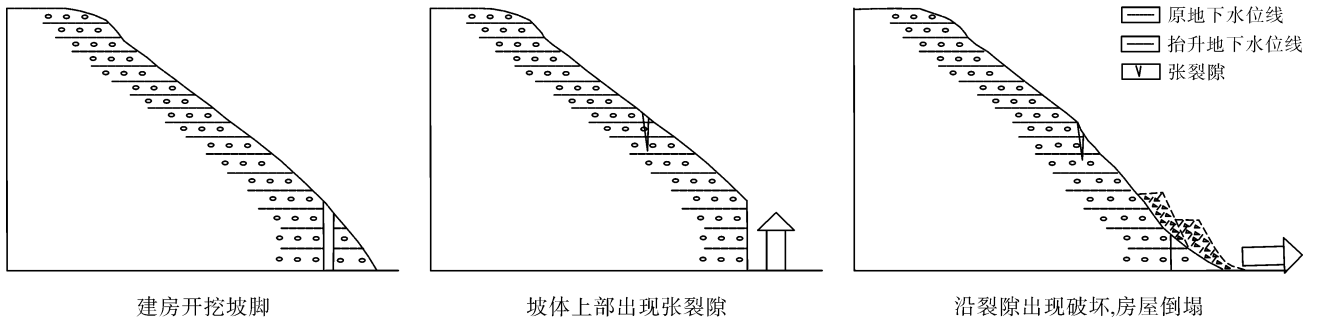 原地下水位线
抬升地下水位线
张裂隙
建房开挖坡脚
坡体上部出现张裂隙
沿裂隙出现破坏,房屋倒塌